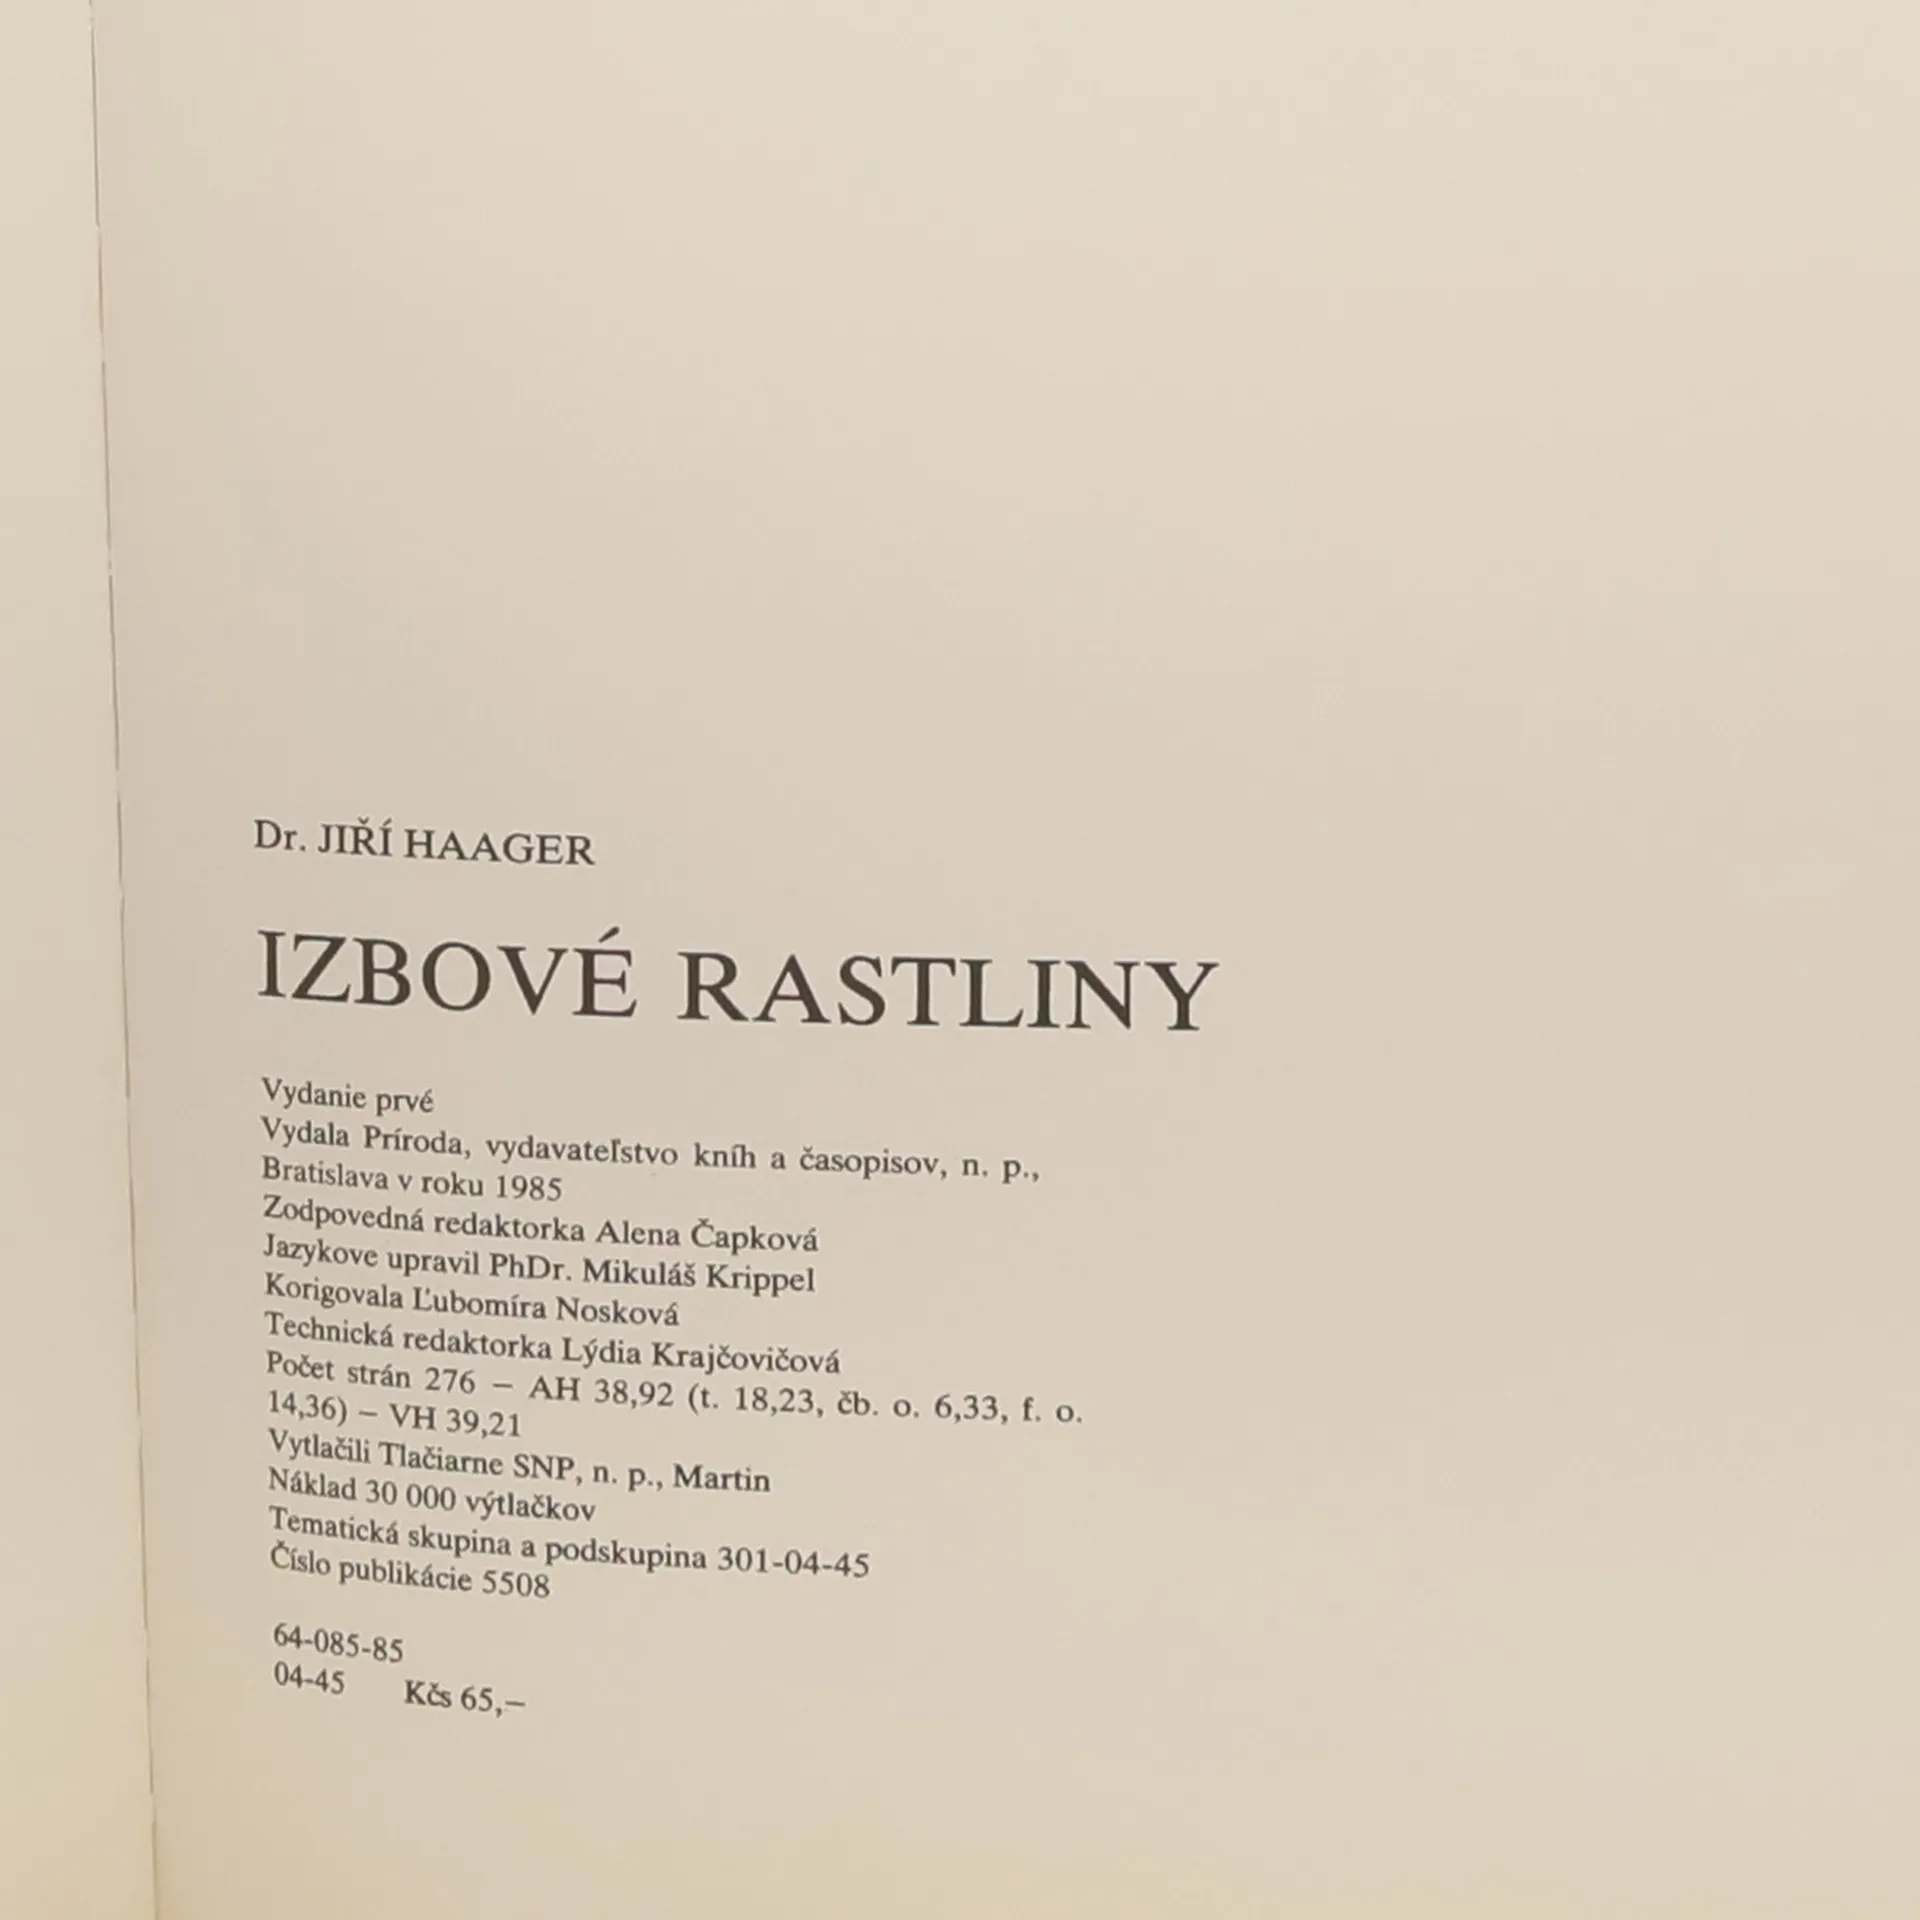 Dr. JIŘÍ HAAGER
IZBOVÉ RASTLINY
Vydanie prvé
Vydala Príroda, vydavateľstvo kníh a časopisov, n. p.,
Bratislava v roku 1985
Zodpovedná redaktorka Alena Čapková
Jazykove upravil PhDr. Mikuláš Krippel
Korigovala Ľubomíra Nosková
Technická redaktorka Lýdia Krajčovičová
Počet strán 276 – AH 38,92 (t. 18,23, čb. o. 6,33, f. o.
14,36) – VH 39,21
Vytlačili Tlačiarne SNP, n. p., Martin
Náklad 30 000 výtlačkov
Tematická skupina a podskupina 301-04-45
Číslo publikácie 5508
64-085-85
04-45 Kčs 65,–